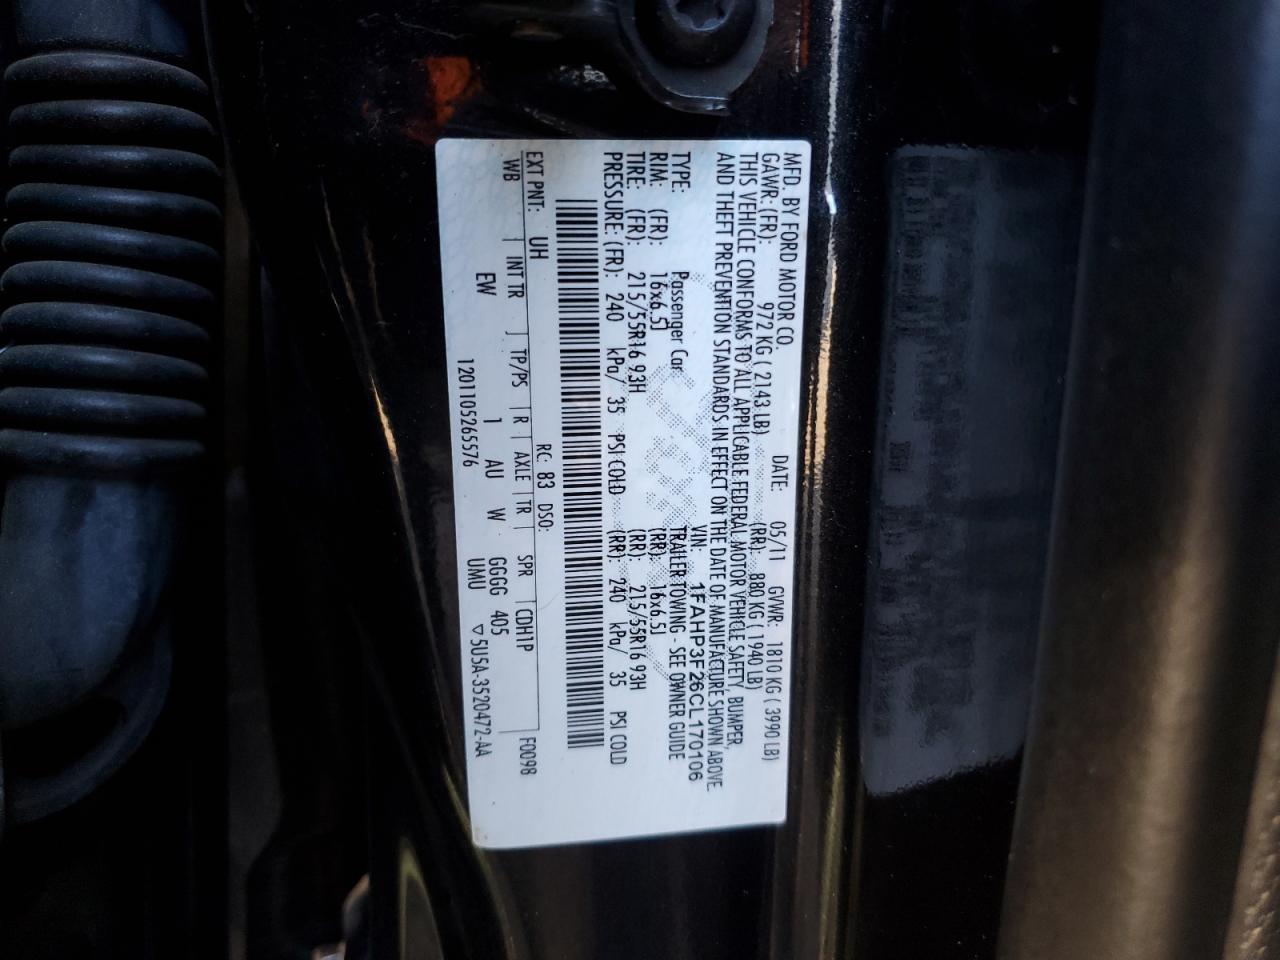 MFD. BY FORD MOTOR CO. DATE: 05/11 GVWR: 1810 KG ( 3990 LB)
GAWR: (FR): 972 KG ( 2143 LB) (RR): 880 KG ( 1940 LB)
THIS VEHICLE CONFORMS TO ALL APPLICABLE FEDERAL MOTOR VEHICLE SAFETY, BUMPER,
AND THEFT PREVENTION STANDARDS IN EFFECT ON THE DATE OF MANUFACTURE SHOWN ABOVE.
VIN: 1FAHP3F26CL170106
TYPE: Passenger Car TRAILER TOWING - SEE OWNER GUIDE
RIM: (FR): 16x6.5J (RR): 16x6.5J
TIRE: (FR): 215/55R16 93H (RR): 215/55R16 93H
PRESSURE: (FR): 240 kPa/ 35 PSI COLD (RR): 240 kPa/ 35 PSI COLD
RC: 83 DSO: F0098
EXT PNT: UH
WB INT TR TP/PS R AXLE TR SPR CDH1P
EW 1 AU W GGGG 405
UMU
1201105265576 ▽5U5A-3520472-AA